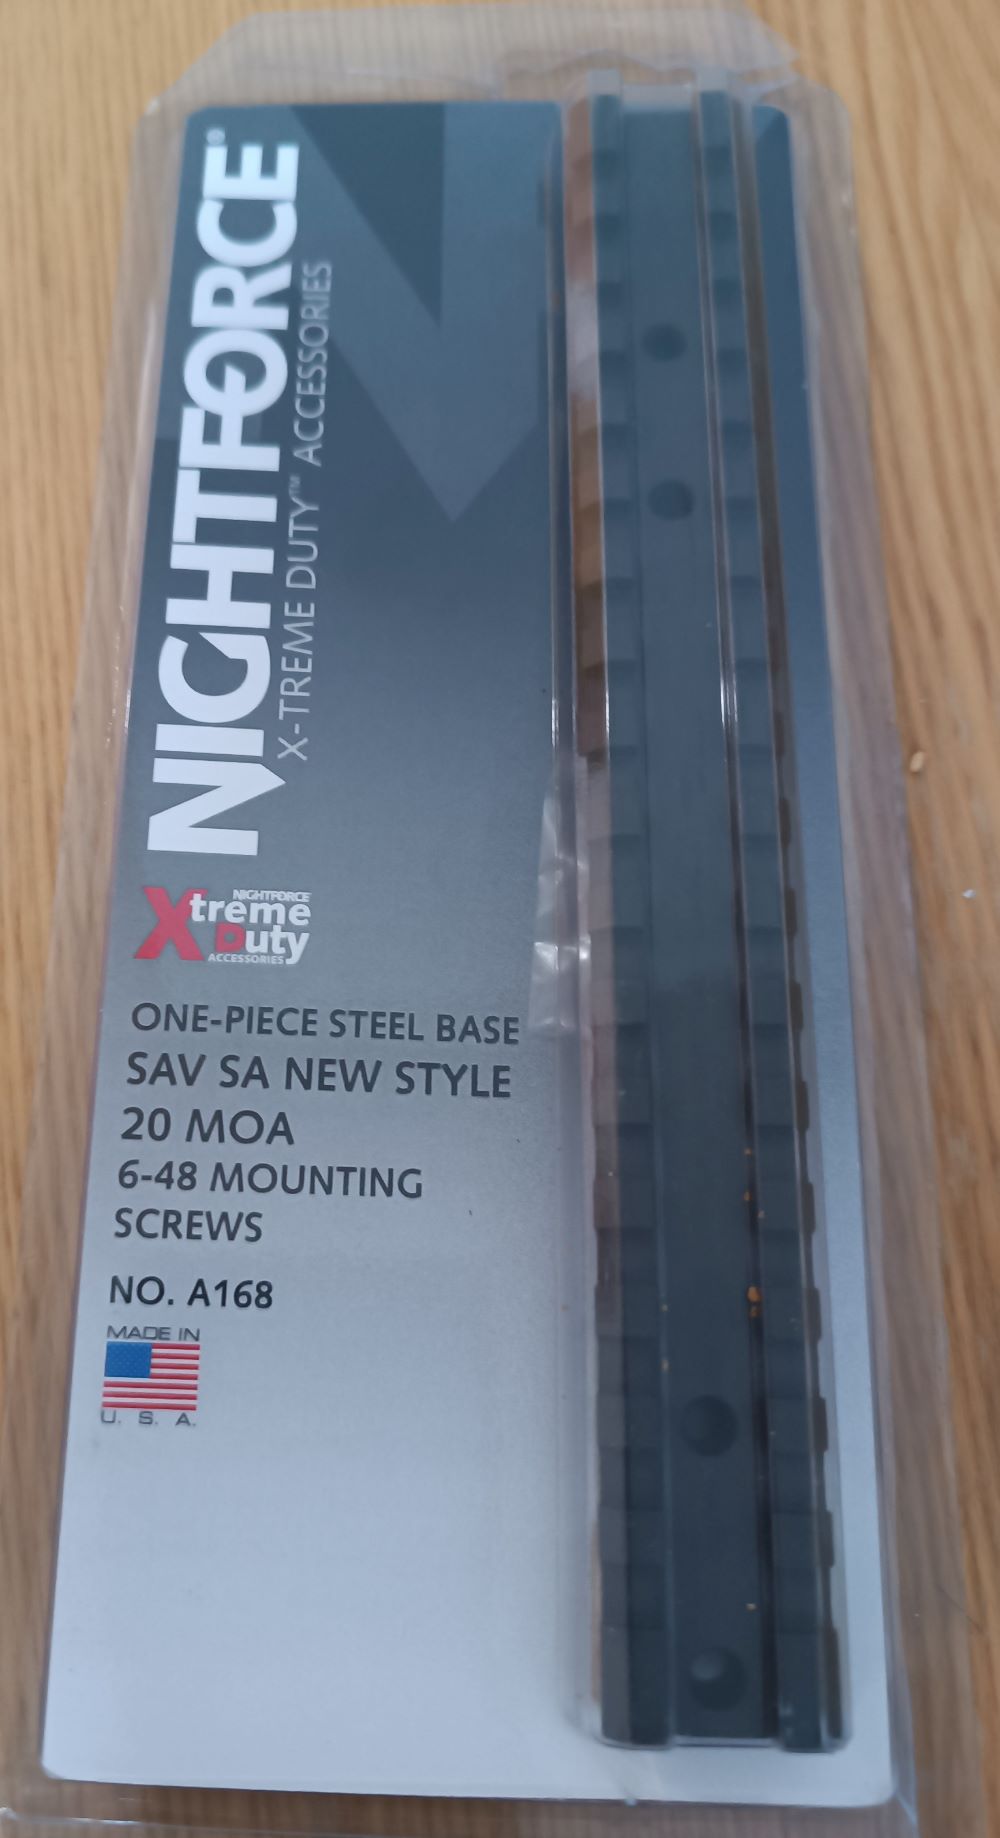 NIGHTFORCE®
X-TREME DUTY™ ACCESSORIES
NIGHTFORCE
Xtreme
Duty
ACCESSORIES
ONE-PIECE STEEL BASE
SAV SA NEW STYLE
20 MOA
6-48 MOUNTING
SCREWS
NO. A168
MADE IN
U. S. A.